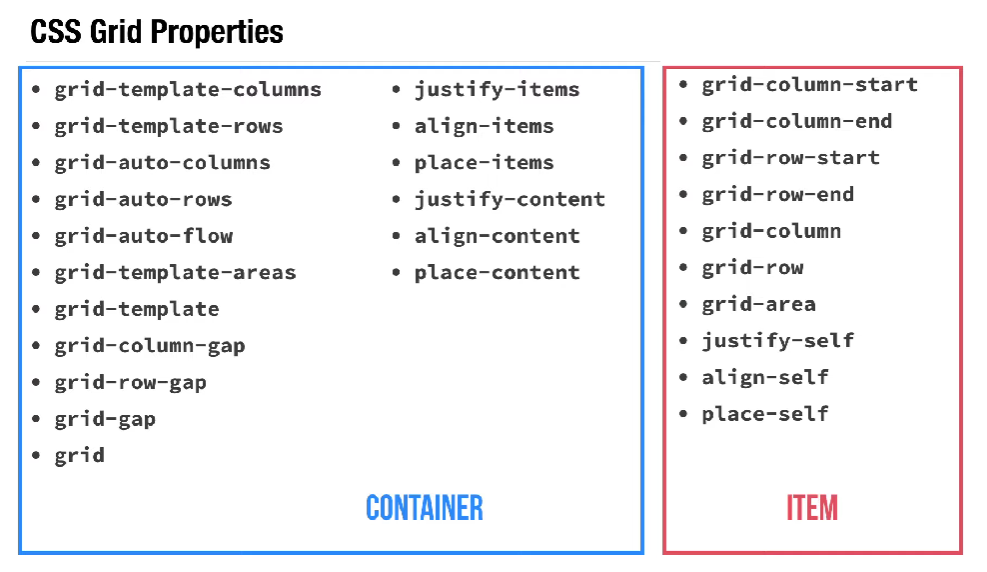 CSS Grid Properties
• grid-template-columns
• grid-template-rows
• grid-auto-columns
• grid-auto-rows
• grid-auto-flow
• grid-template-areas
• grid-template
• grid-column-gap
• grid-row-gap
• grid-gap
• grid
• justify-items
• align-items
• place-items
• justify-content
• align-content
• place-content
CONTAINER
• grid-column-start
• grid-column-end
• grid-row-start
• grid-row-end
• grid-column
• grid-row
• grid-area
• justify-self
• align-self
• place-self
ITEM